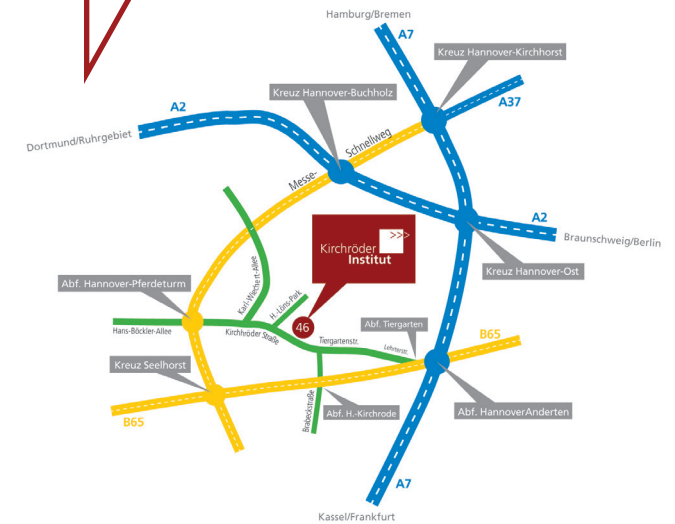 Hamburg/Bremen
A7
Kreuz Hannover-Kirchhorst
Kreuz Hannover-Buchholz
A37
A2
Dortmund/Ruhrgebiet
Messe-
Schnellweg
A2
Braunschweig/Berlin
>>>
Kirchröder
Institut
Kreuz Hannover-Ost
Karl-Wiechert-Allee
Abf. Hannover-Pferdeturm
H.-Löns-Park
46
Abf. Tiergarten
Hans-Böckler-Allee
Kirchhröder Straße
Tiergartenstr.
Lehrterstr.
B65
Kreuz Seelhorst
Brabeckstraße
Abf. H.-Kirchrode
Abf. HannoverAnderten
B65
A7
Kassel/Frankfurt